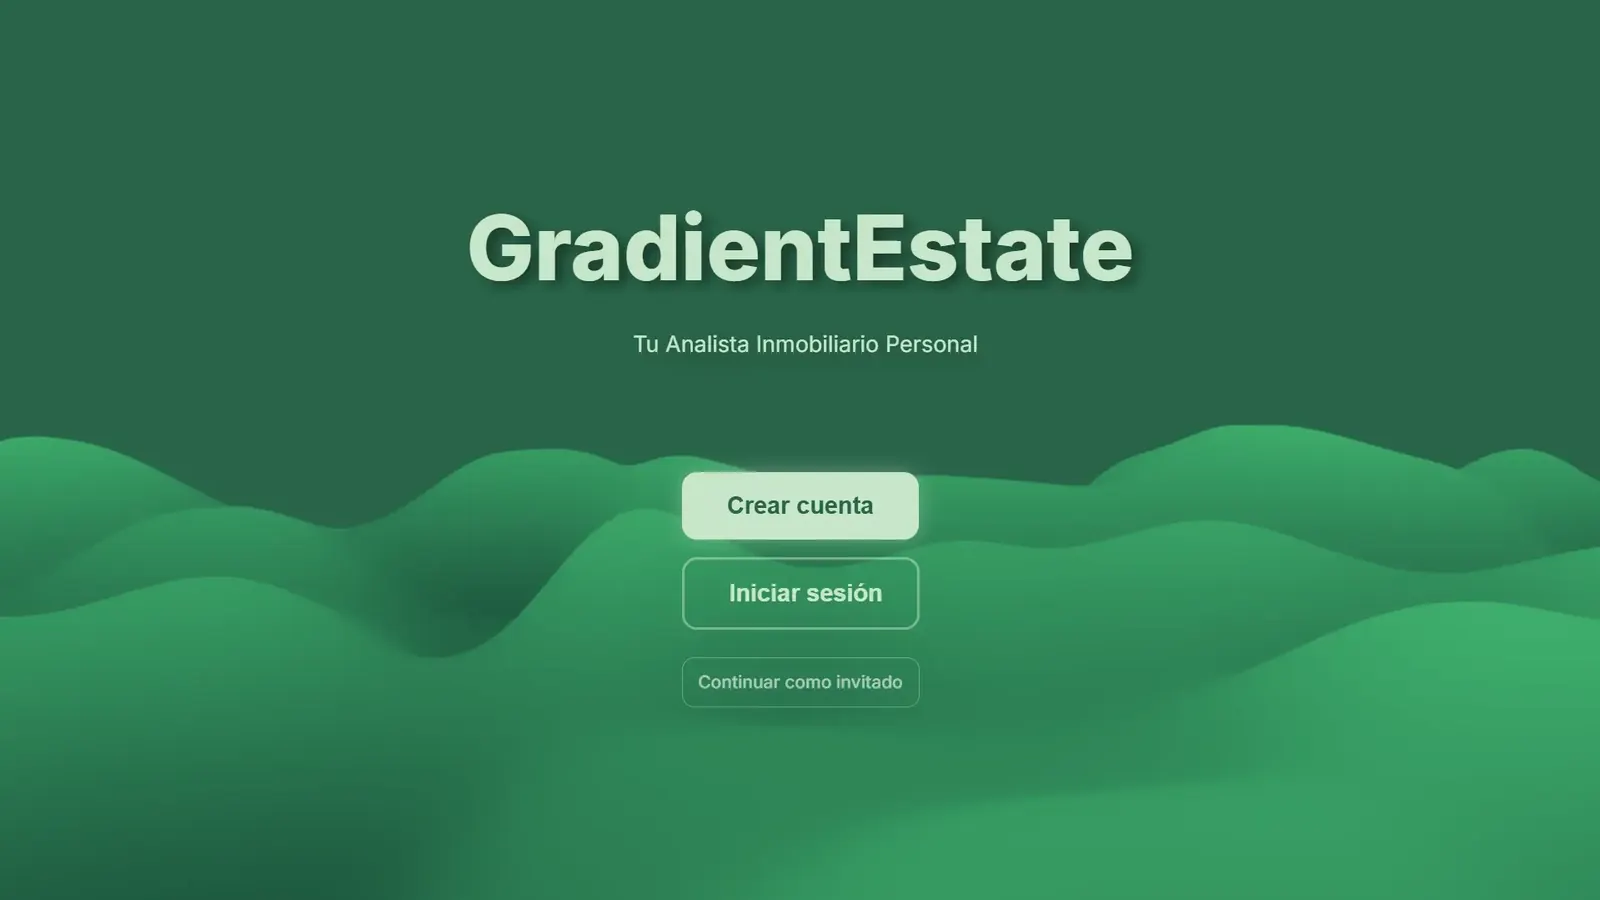 GradientEstate
Tu Analista Inmobiliario Personal
Crear cuenta
Iniciar sesión
Continuar como invitado